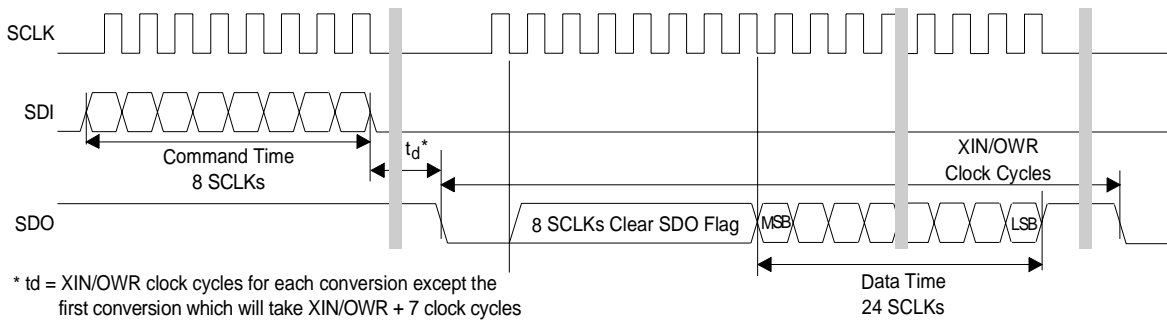 SCLK
SDI
Command Time
8 SCLKs
td*
XIN/OWR
Clock Cycles
SDO
8 SCLKs Clear SDO Flag
MSB
LSB
Data Time
24 SCLKs
* td = XIN/OWR clock cycles for each conversion except the
first conversion which will take XIN/OWR + 7 clock cycles